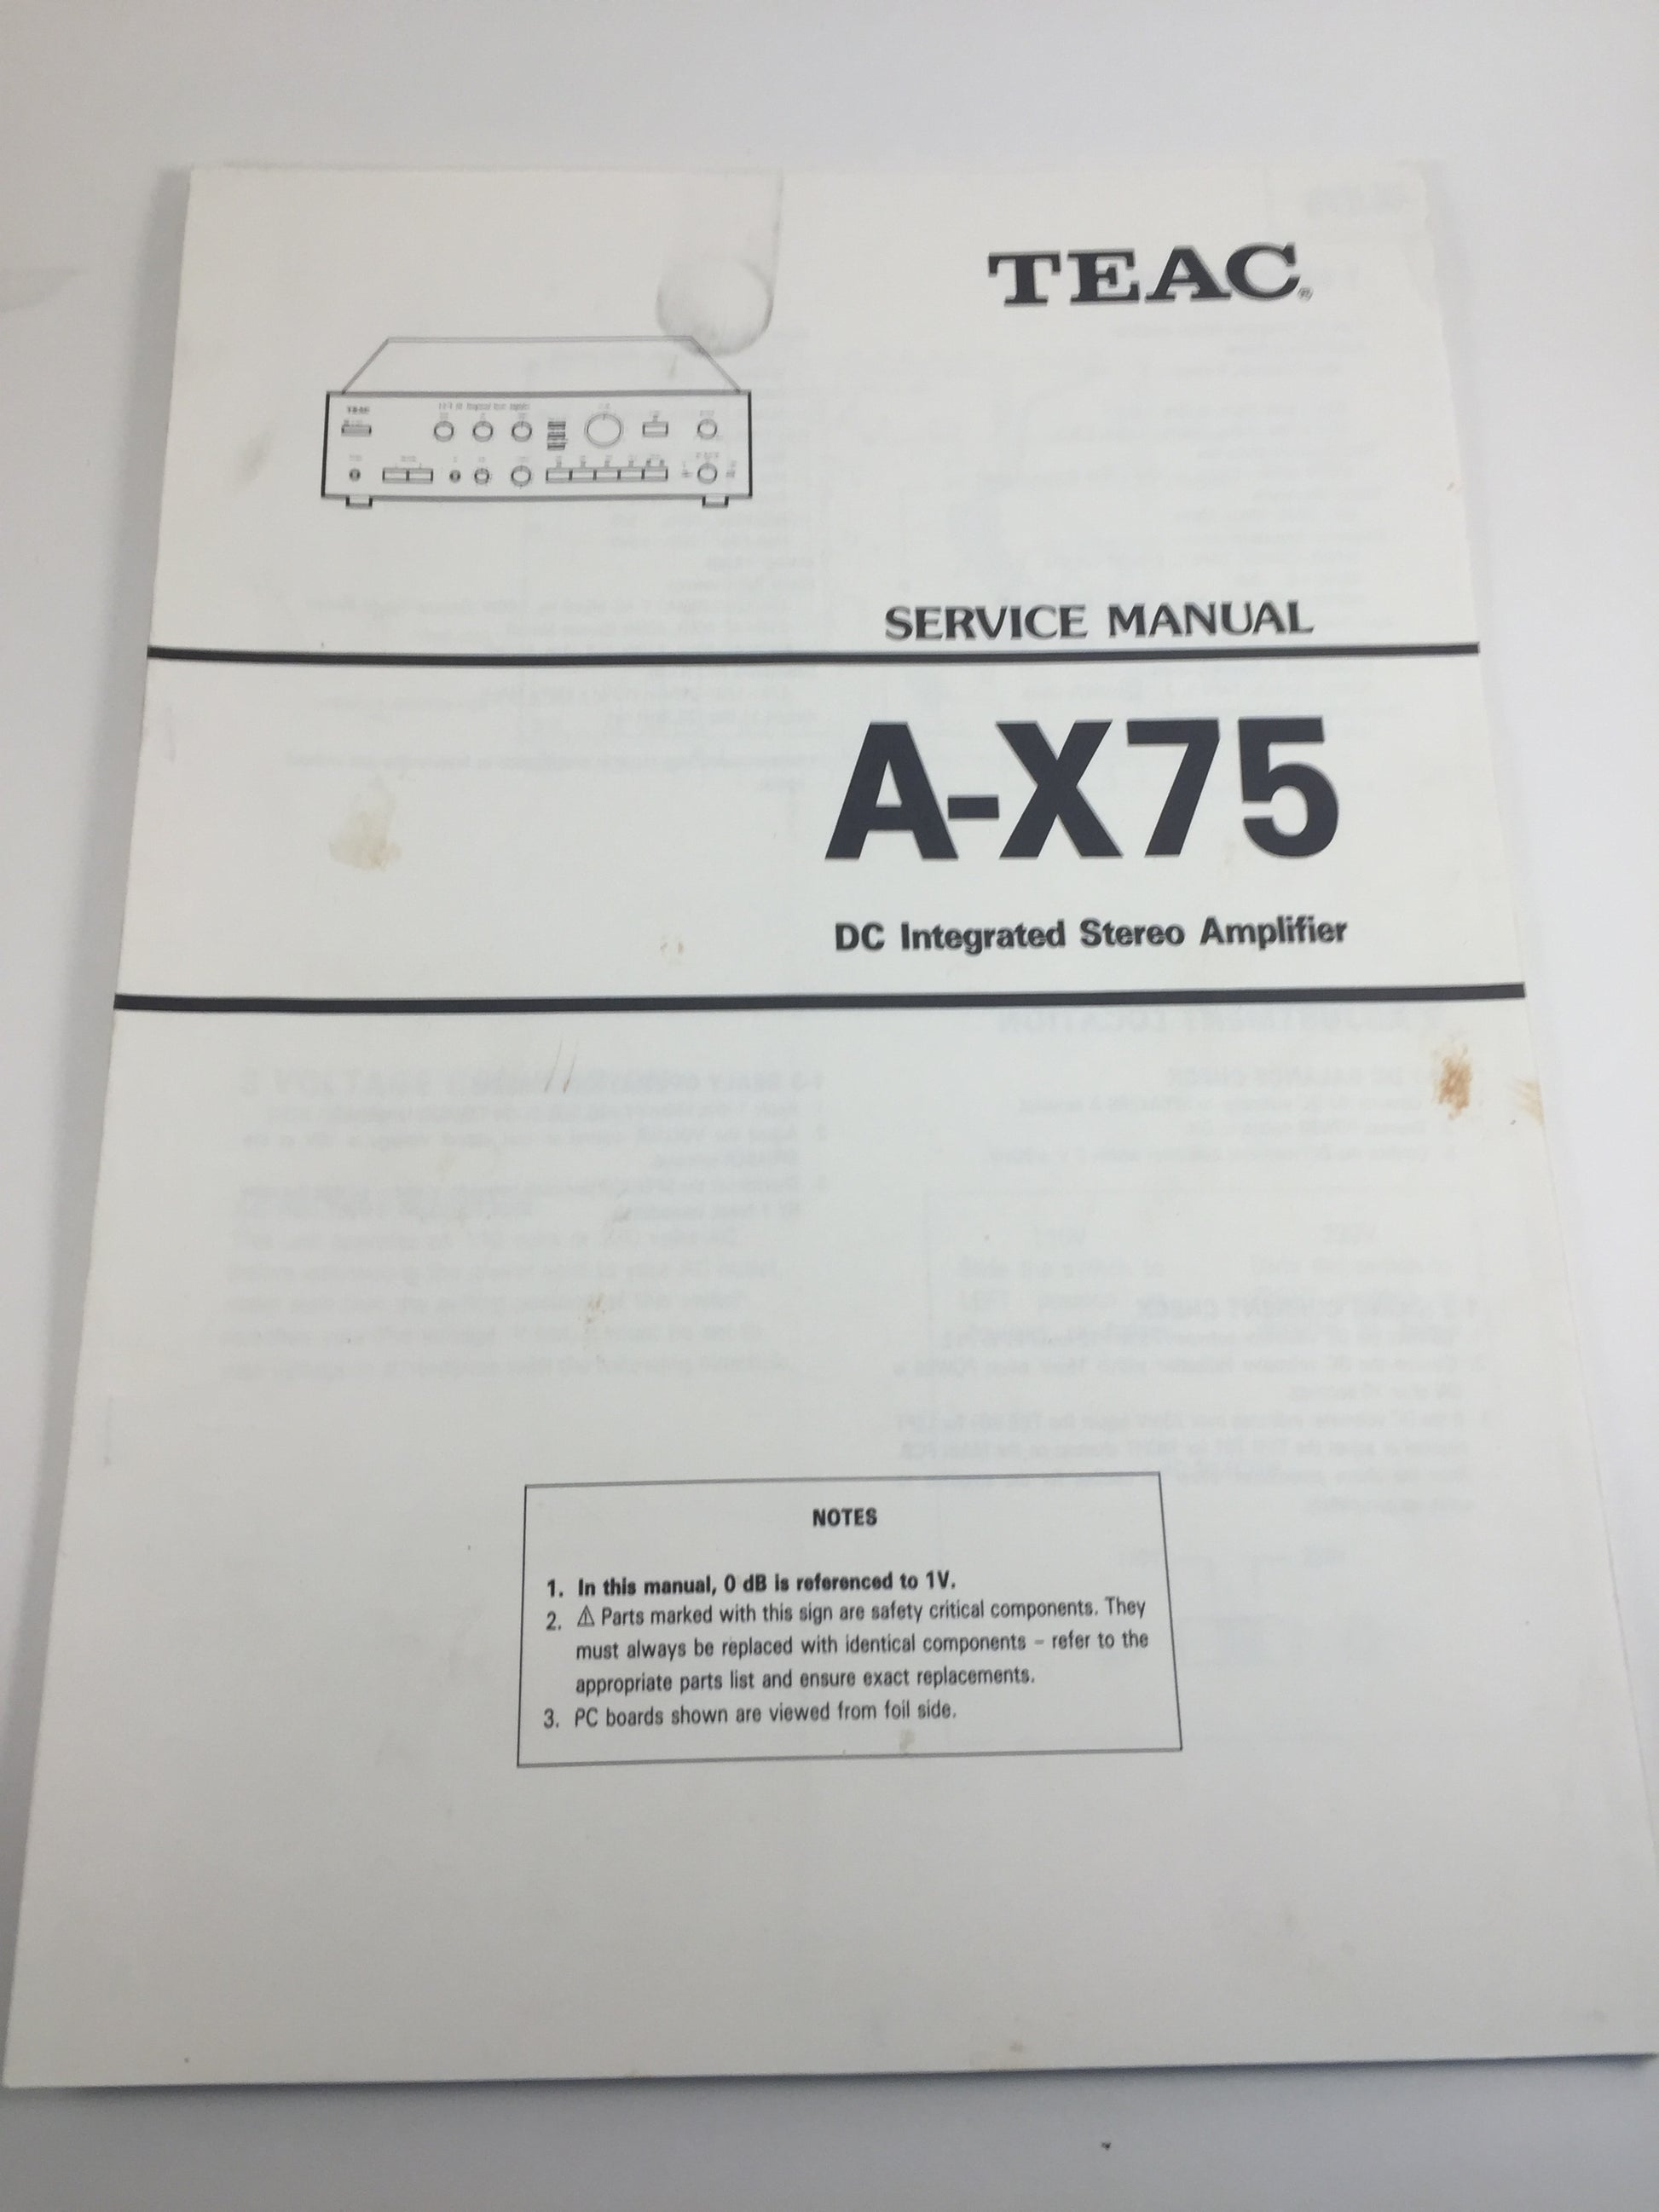 TEAC®
SERVICE MANUAL
A-X75
DC Integrated Stereo Amplifier
NOTES
1. In this manual, 0 dB is referenced to 1V.
2. ⚠ Parts marked with this sign are safety critical components. They
must always be replaced with identical components – refer to the
appropriate parts list and ensure exact replacements.
3. PC boards shown are viewed from foil side.